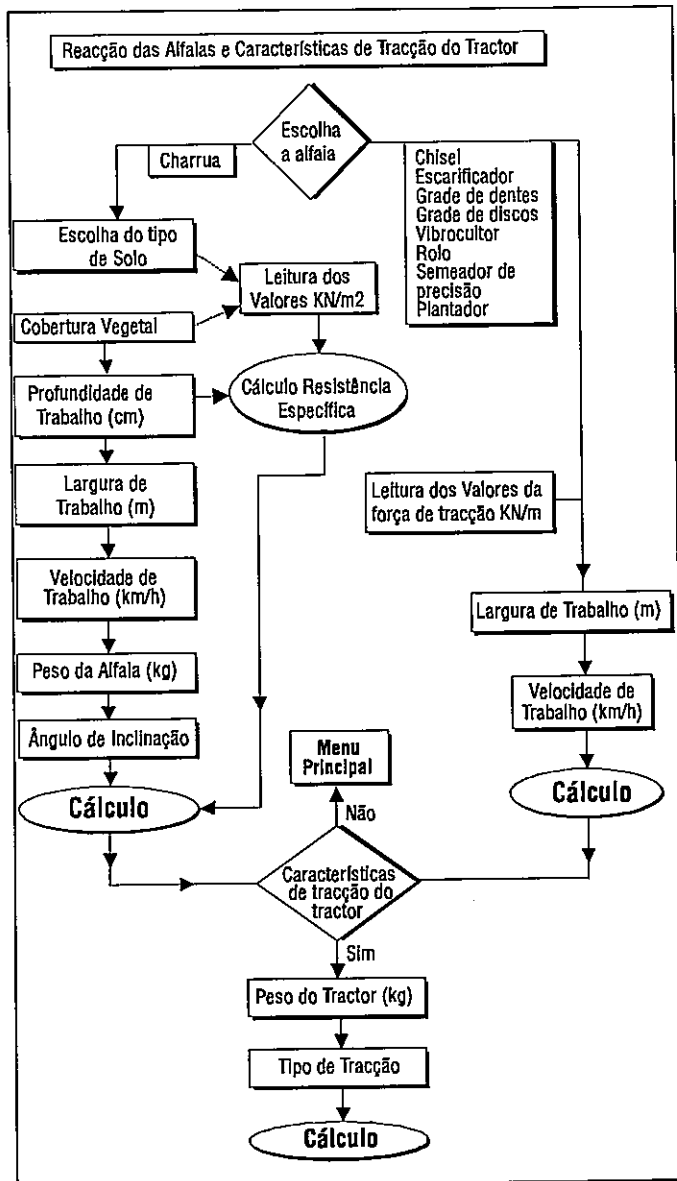 Reacção das Alfaias e Características de Tracção do Tractor
Escolha
a alfaia
Charrua
Chisel
Escarificador
Grade de dentes
Grade de discos
Vibrocultor
Rolo
Semeador de
precisão
Plantador
Escolha do tipo
de Solo
Leitura dos
Valores KN/m2
Cobertura Vegetal
Profundidade de
Trabalho (cm)
Cálculo Resistência
Específica
Largura de
Trabalho (m)
Leitura dos Valores da
força de tracção KN/m
Velocidade de
Trabalho (km/h)
Largura de Trabalho (m)
Peso da Alfaia (kg)
Velocidade de
Trabalho (km/h)
Ângulo de Inclinação
Menu
Principal
Cálculo
Não
Cálculo
Características
de tracção do
tractor
Sim
Peso do Tractor (kg)
Tipo de Tracção
Cálculo